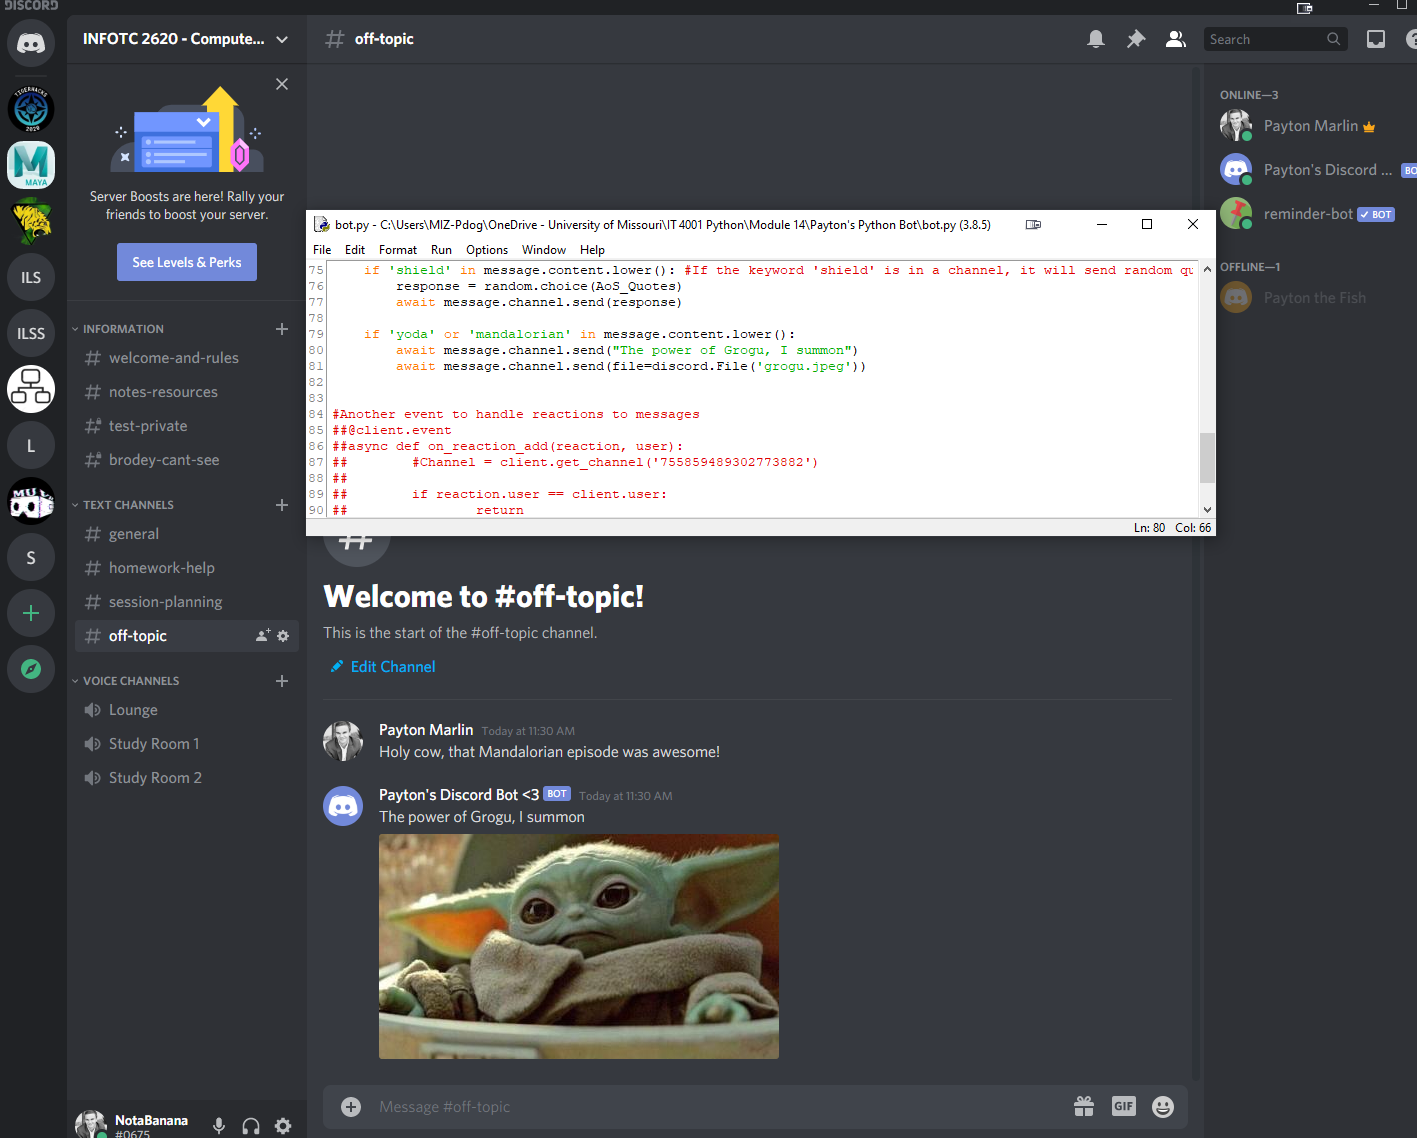 DISCORD
INFOTC 2620 - Compute...
off-topic
Search
TIGERHACKS
2020
MAYA
ILS
ILSS
L
MU
S
Server Boosts are here! Rally your
friends to boost your server.
See Levels & Perks
INFORMATION
welcome-and-rules
notes-resources
test-private
brodey-cant-see
TEXT CHANNELS
general
homework-help
session-planning
off-topic
VOICE CHANNELS
Lounge
Study Room 1
Study Room 2
NotaBanana
#0675
bot.py - C:\Users\MIZ-Pdog\OneDrive - University of Missouri\IT 4001 Python\Module 14\Payton's Python Bot\bot.py (3.8.5)
File Edit Format Run Options Window Help
75 if 'shield' in message.content.lower(): #If the keyword 'shield' is in a channel, it will send random qu
76 response = random.choice(AoS_Quotes)
77 await message.channel.send(response)
78
79 if 'yoda' or 'mandalorian' in message.content.lower():
80 await message.channel.send("The power of Grogu, I summon")
81 await message.channel.send(file=discord.File('grogu.jpeg'))
82
83
84 #Another event to handle reactions to messages
85 ##@client.event
86 ##async def on_reaction_add(reaction, user):
87 ## #Channel = client.get_channel('755859489302773882')
88 ##
89 ## if reaction.user == client.user:
90 ## return
Ln: 80 Col: 66
Welcome to #off-topic!
This is the start of the #off-topic channel.
Edit Channel
Payton Marlin Today at 11:30 AM
Holy cow, that Mandalorian episode was awesome!
Payton's Discord Bot <3 BOT Today at 11:30 AM
The power of Grogu, I summon
Message #off-topic
GIF
ONLINE—3
Payton Marlin
Payton's Discord ... BO
reminder-bot BOT
OFFLINE—1
Payton the Fish